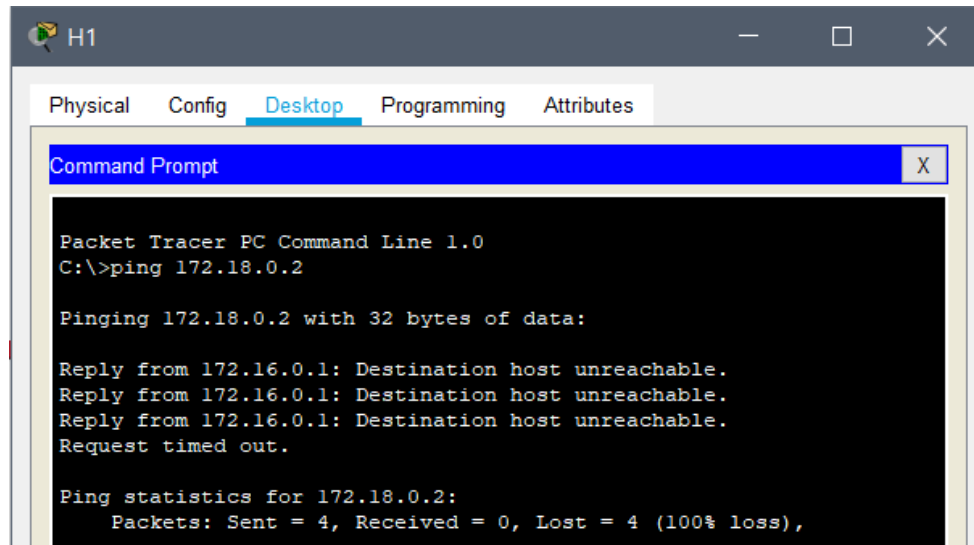 H1
Physical Config Desktop Programming Attributes
Command Prompt
X
Packet Tracer PC Command Line 1.0
C:\>ping 172.18.0.2
Pinging 172.18.0.2 with 32 bytes of data:
Reply from 172.16.0.1: Destination host unreachable.
Reply from 172.16.0.1: Destination host unreachable.
Reply from 172.16.0.1: Destination host unreachable.
Request timed out.
Ping statistics for 172.18.0.2:
Packets: Sent = 4, Received = 0, Lost = 4 (100% loss),